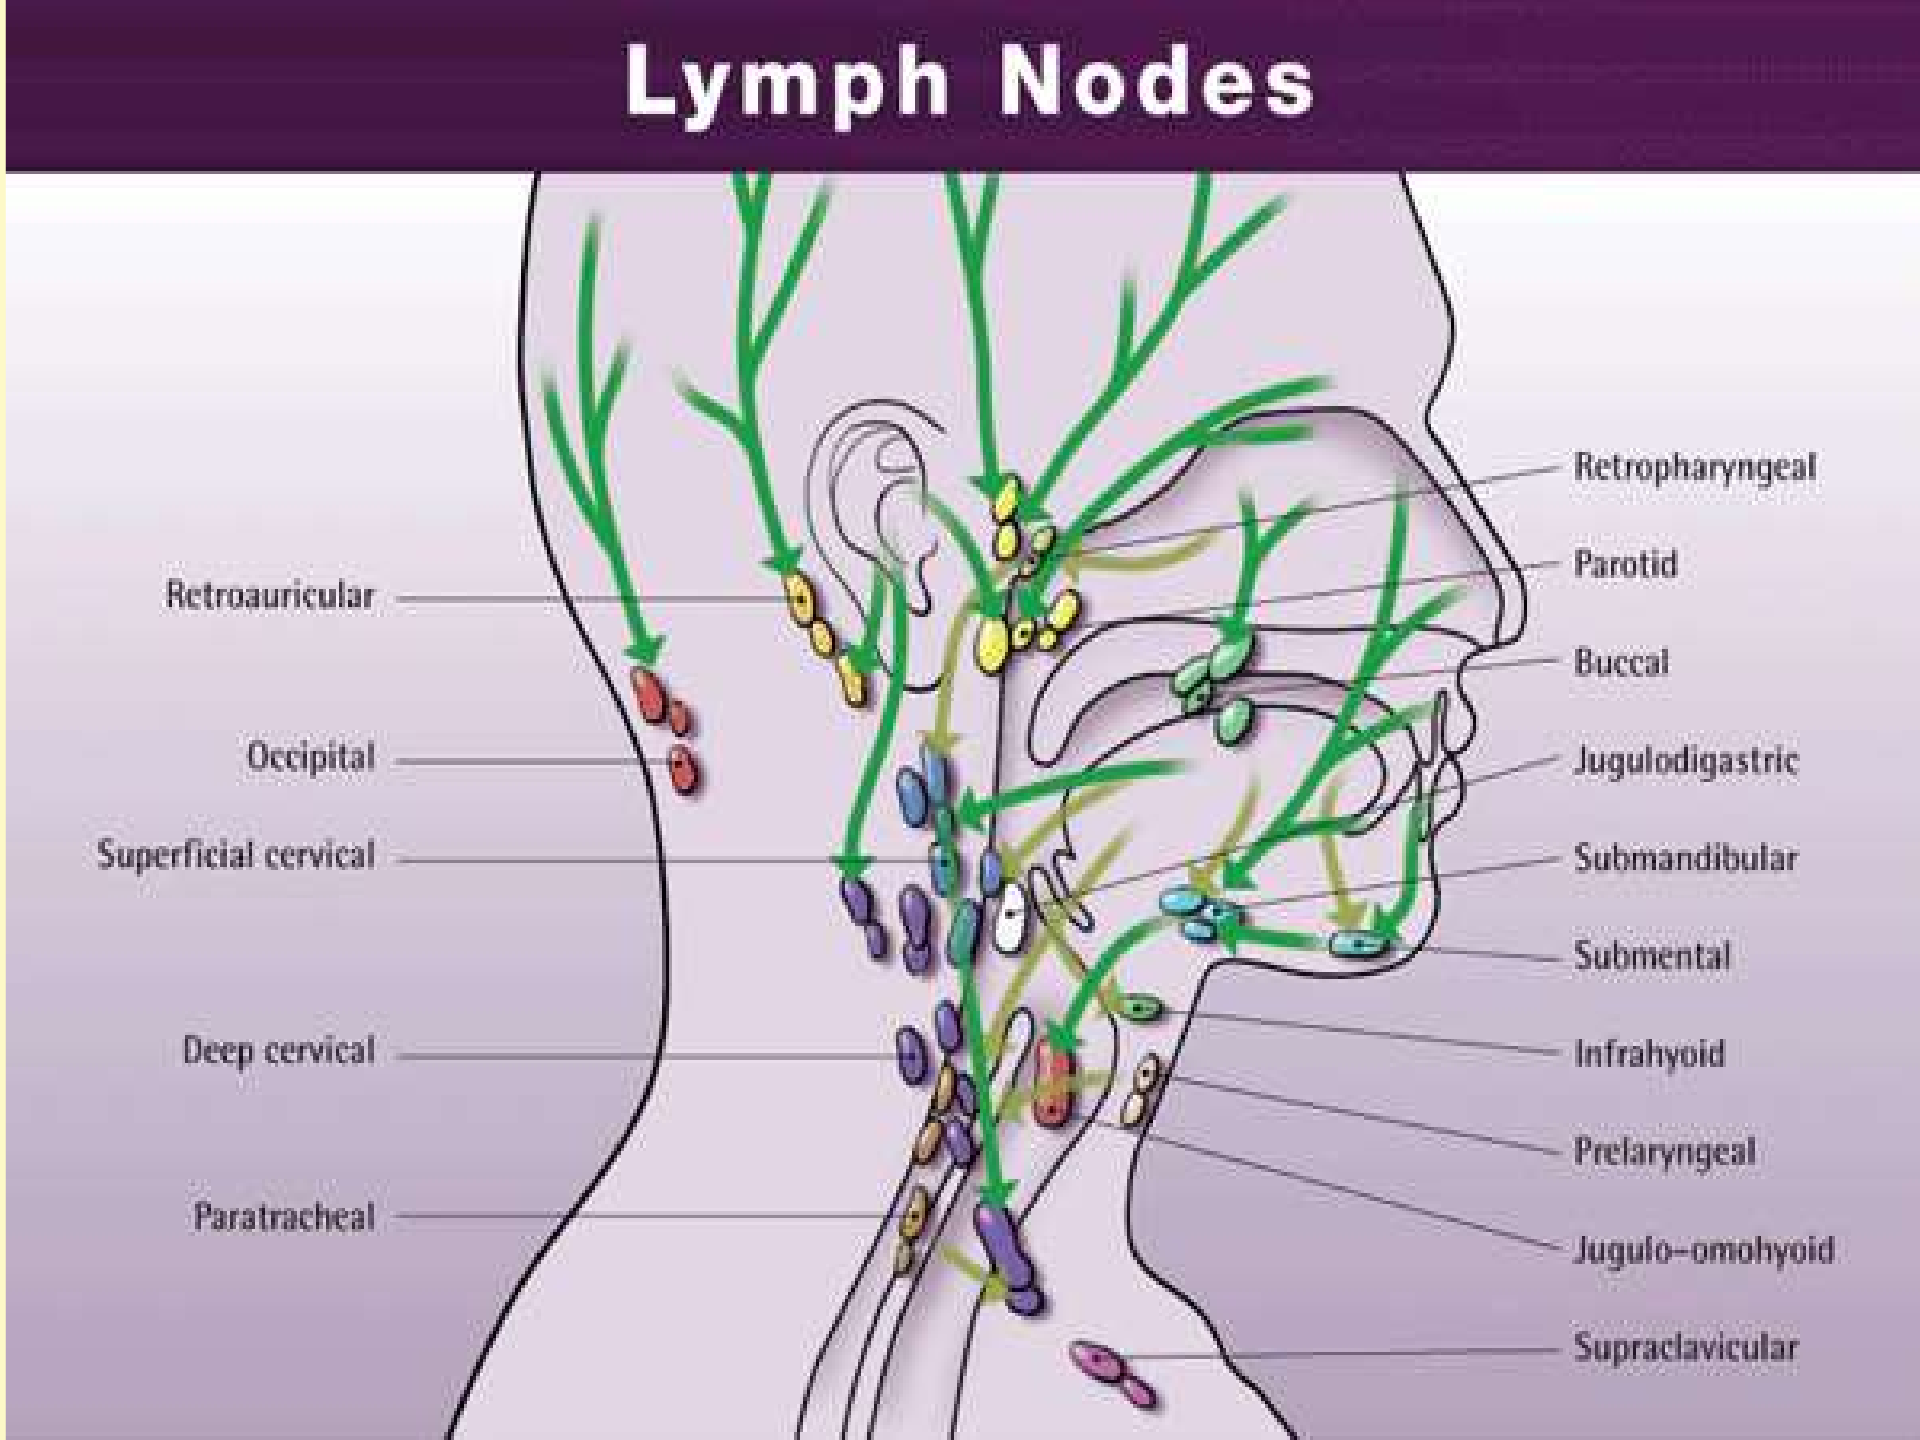 Lymph Nodes
Retroauricular
Occipital
Superficial cervical
Deep cervical
Paratracheal
Retropharyngeal
Parotid
Buccal
Jugulodigastric
Submandibular
Submental
Infrahyoid
Prelaryngeal
Jugulo-omohyoid
Supraclavicular